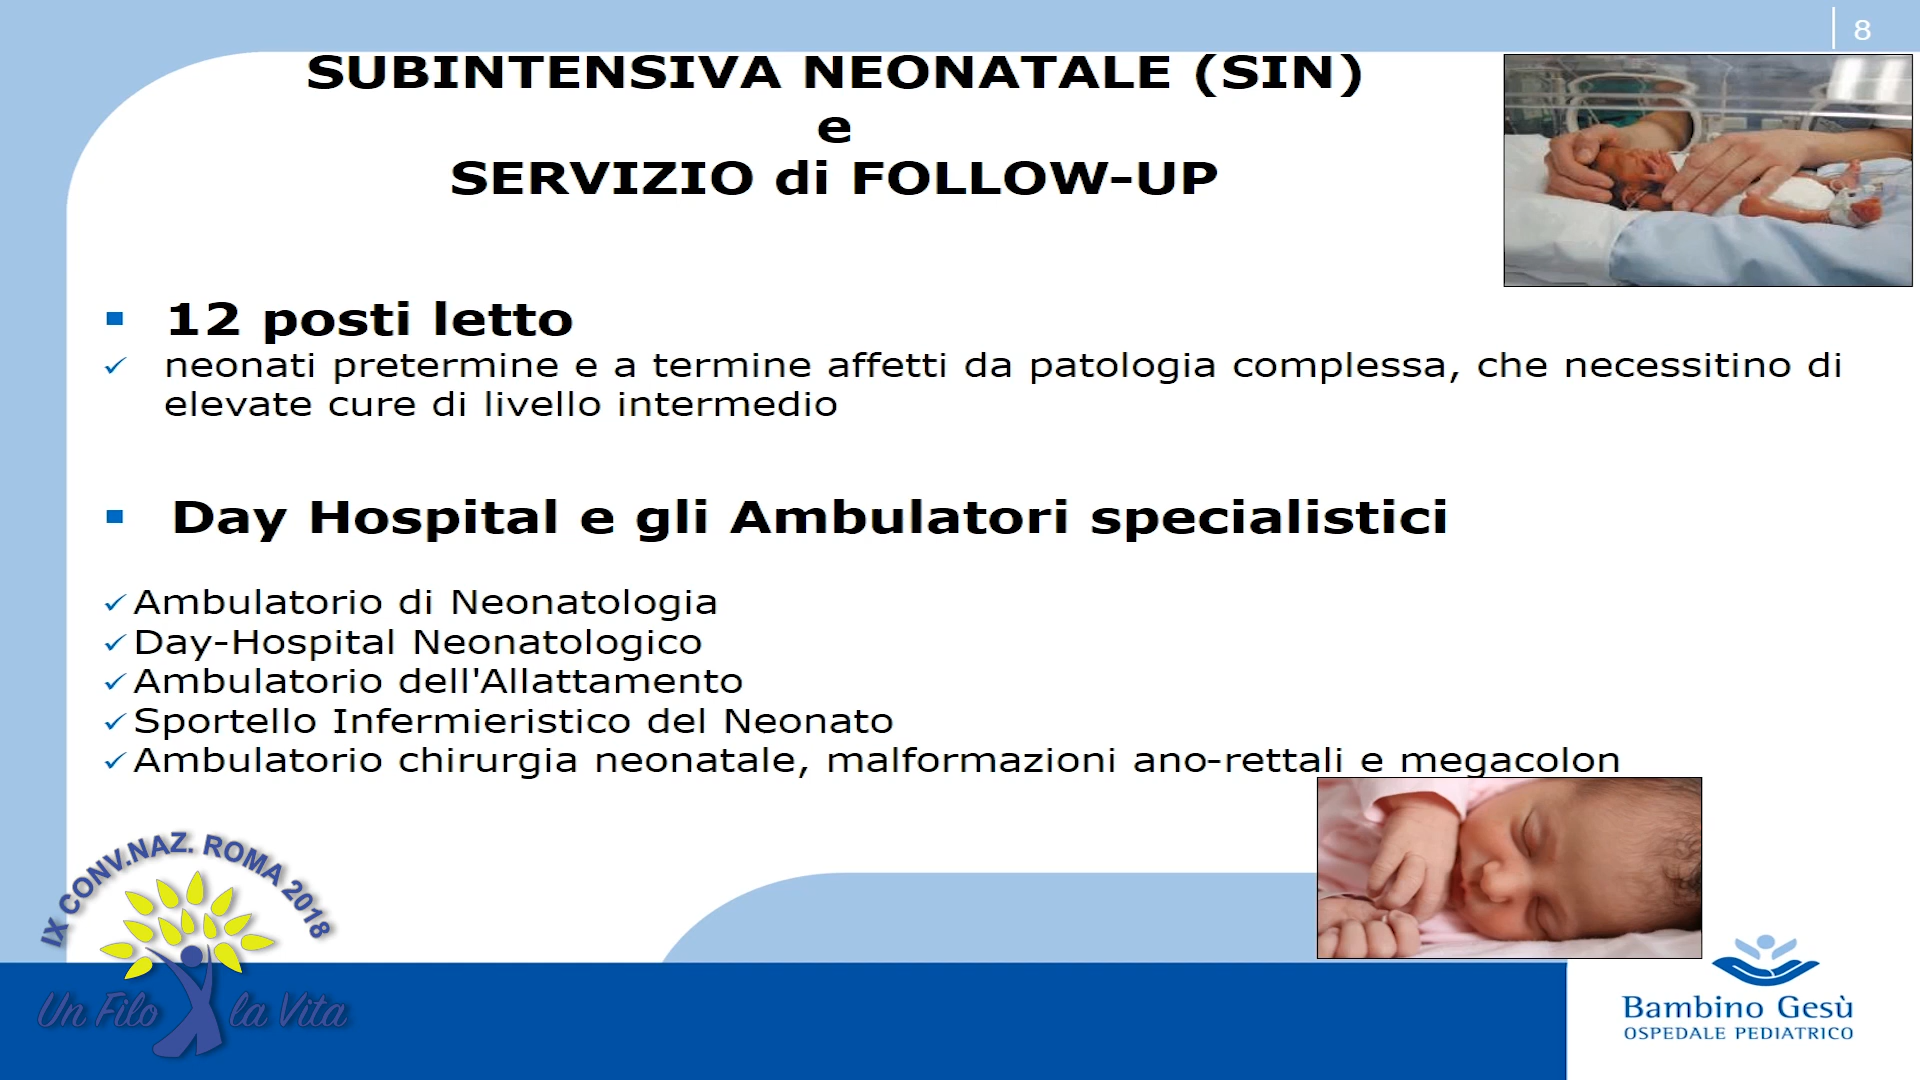 8
SUBINTENSIVA NEONATALE (SIN)
e
SERVIZIO di FOLLOW-UP
12 posti letto
neonati pretermine e a termine affetti da patologia complessa, che necessitino di
elevate cure di livello intermedio
Day Hospital e gli Ambulatori specialistici
Ambulatorio di Neonatologia
Day-Hospital Neonatologico
Ambulatorio dell'Allattamento
Sportello Infermieristico del Neonato
Ambulatorio chirurgia neonatale, malformazioni ano-rettali e megacolon
IX CONV.NAZ. ROMA 2018
Un Filo la Vita
Bambino Gesù
OSPEDALE PEDIATRICO